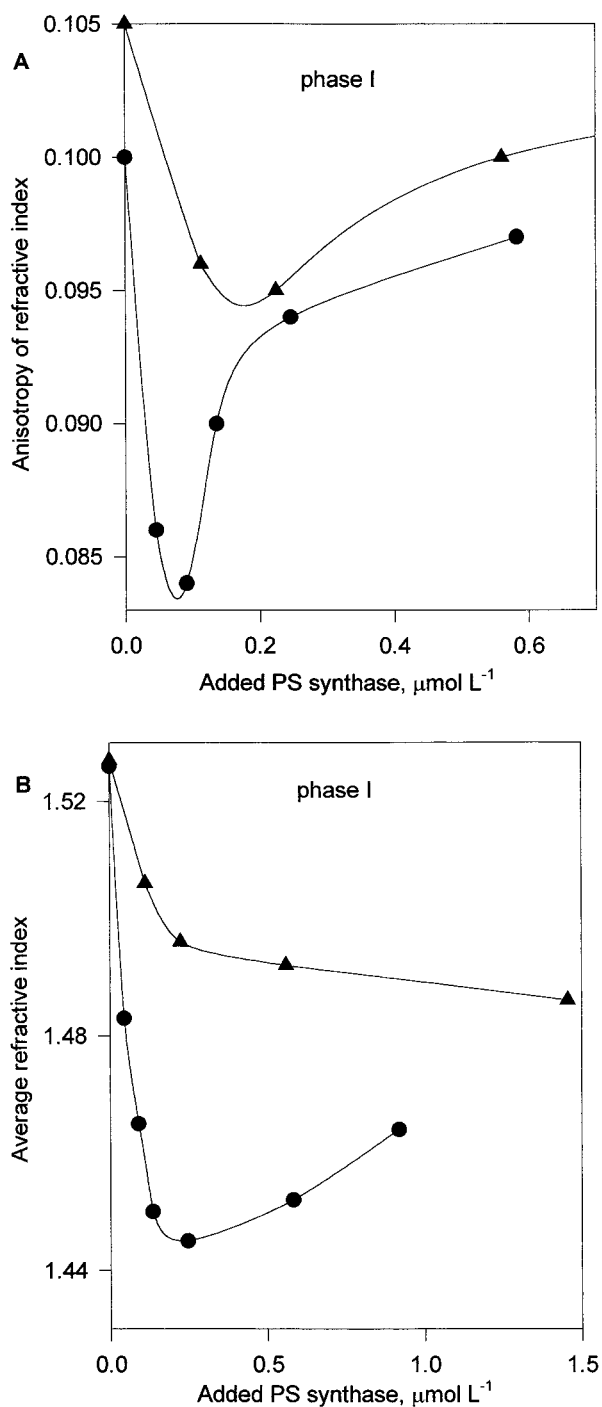 A
phase I
Anisotropy of refractive index
0.105
0.100
0.095
0.090
0.085
0.0 0.2 0.4 0.6
Added PS synthase, μmol L⁻¹
B
phase I
Average refractive index
1.52
1.48
1.44
0.0 0.5 1.0 1.5
Added PS synthase, μmol L⁻¹